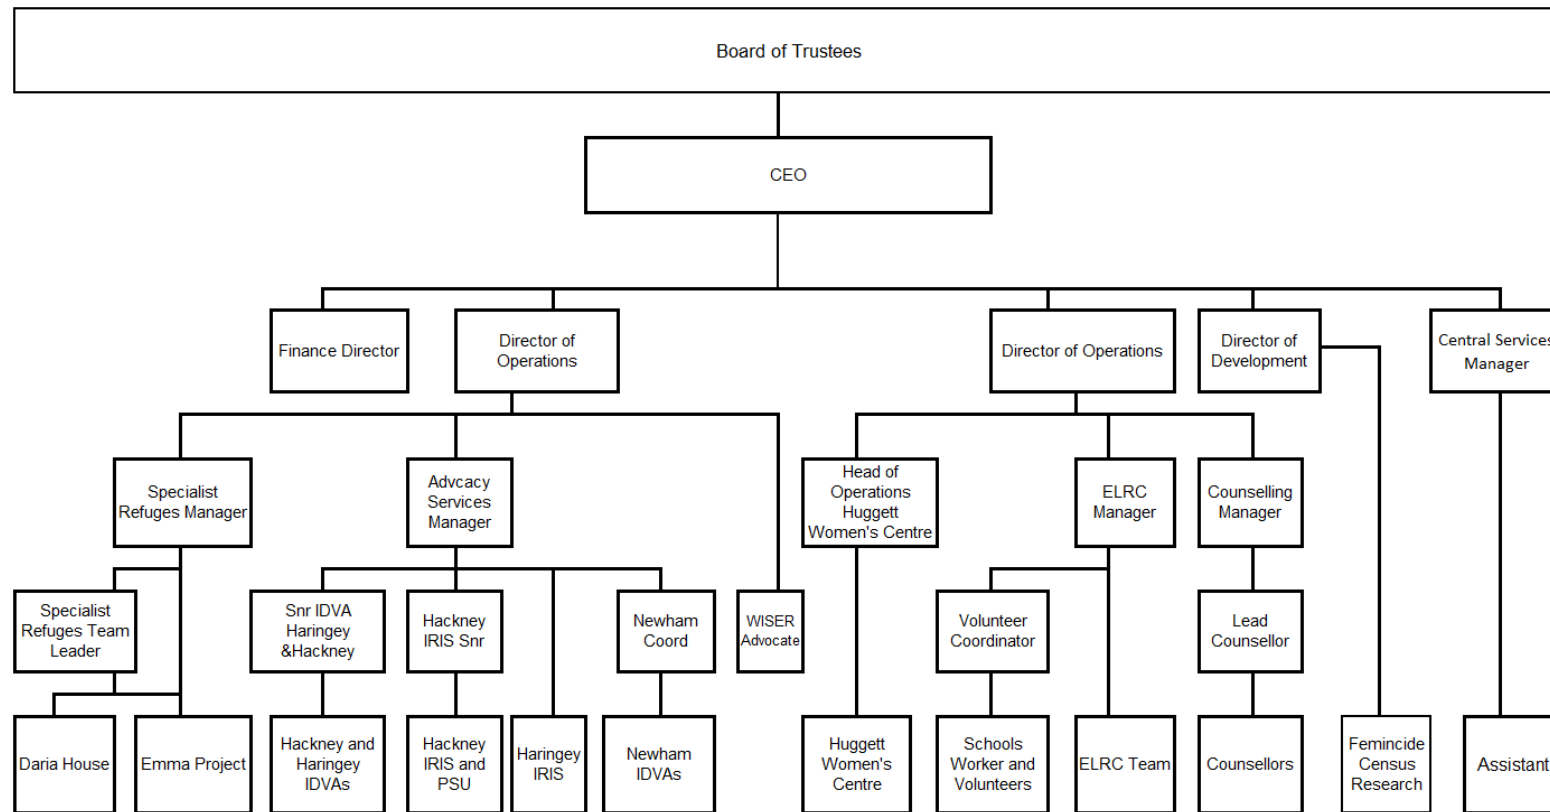 Board of Trustees
CEO
Finance Director
Director of
Operations
Director of Operations
Director of
Development
Central Services
Manager
Specialist
Refuges Manager
Advcacy
Services
Manager
Head of
Operations
Huggett
Women's Centre
ELRC
Manager
Counselling
Manager
Specialist
Refuges Team
Leader
Snr IDVA
Haringey
&Hackney
Hackney
IRIS Snr
Newham
Coord
WISER
Advocate
Volunteer
Coordinator
Lead
Counsellor
Daria House
Emma Project
Hackney and
Haringey
IDVAs
Hackney
IRIS and
PSU
Haringey
IRIS
Newham
IDVAs
Huggett
Women's
Centre
Schools
Worker and
Volunteers
ELRC Team
Counsellors
Femincide
Census
Research
Assistant